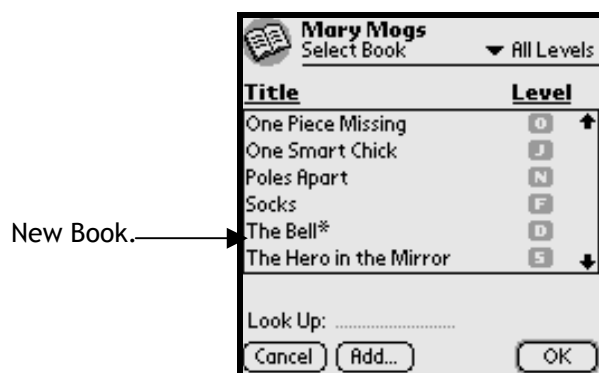 Mary Mogs
Select Book ▼ All Levels
Title Level
One Piece Missing O
One Smart Chick J
Poles Apart N
Socks F
New Book. The Bell* D
The Hero in the Mirror S
Look Up: ........................
Cancel Add... OK